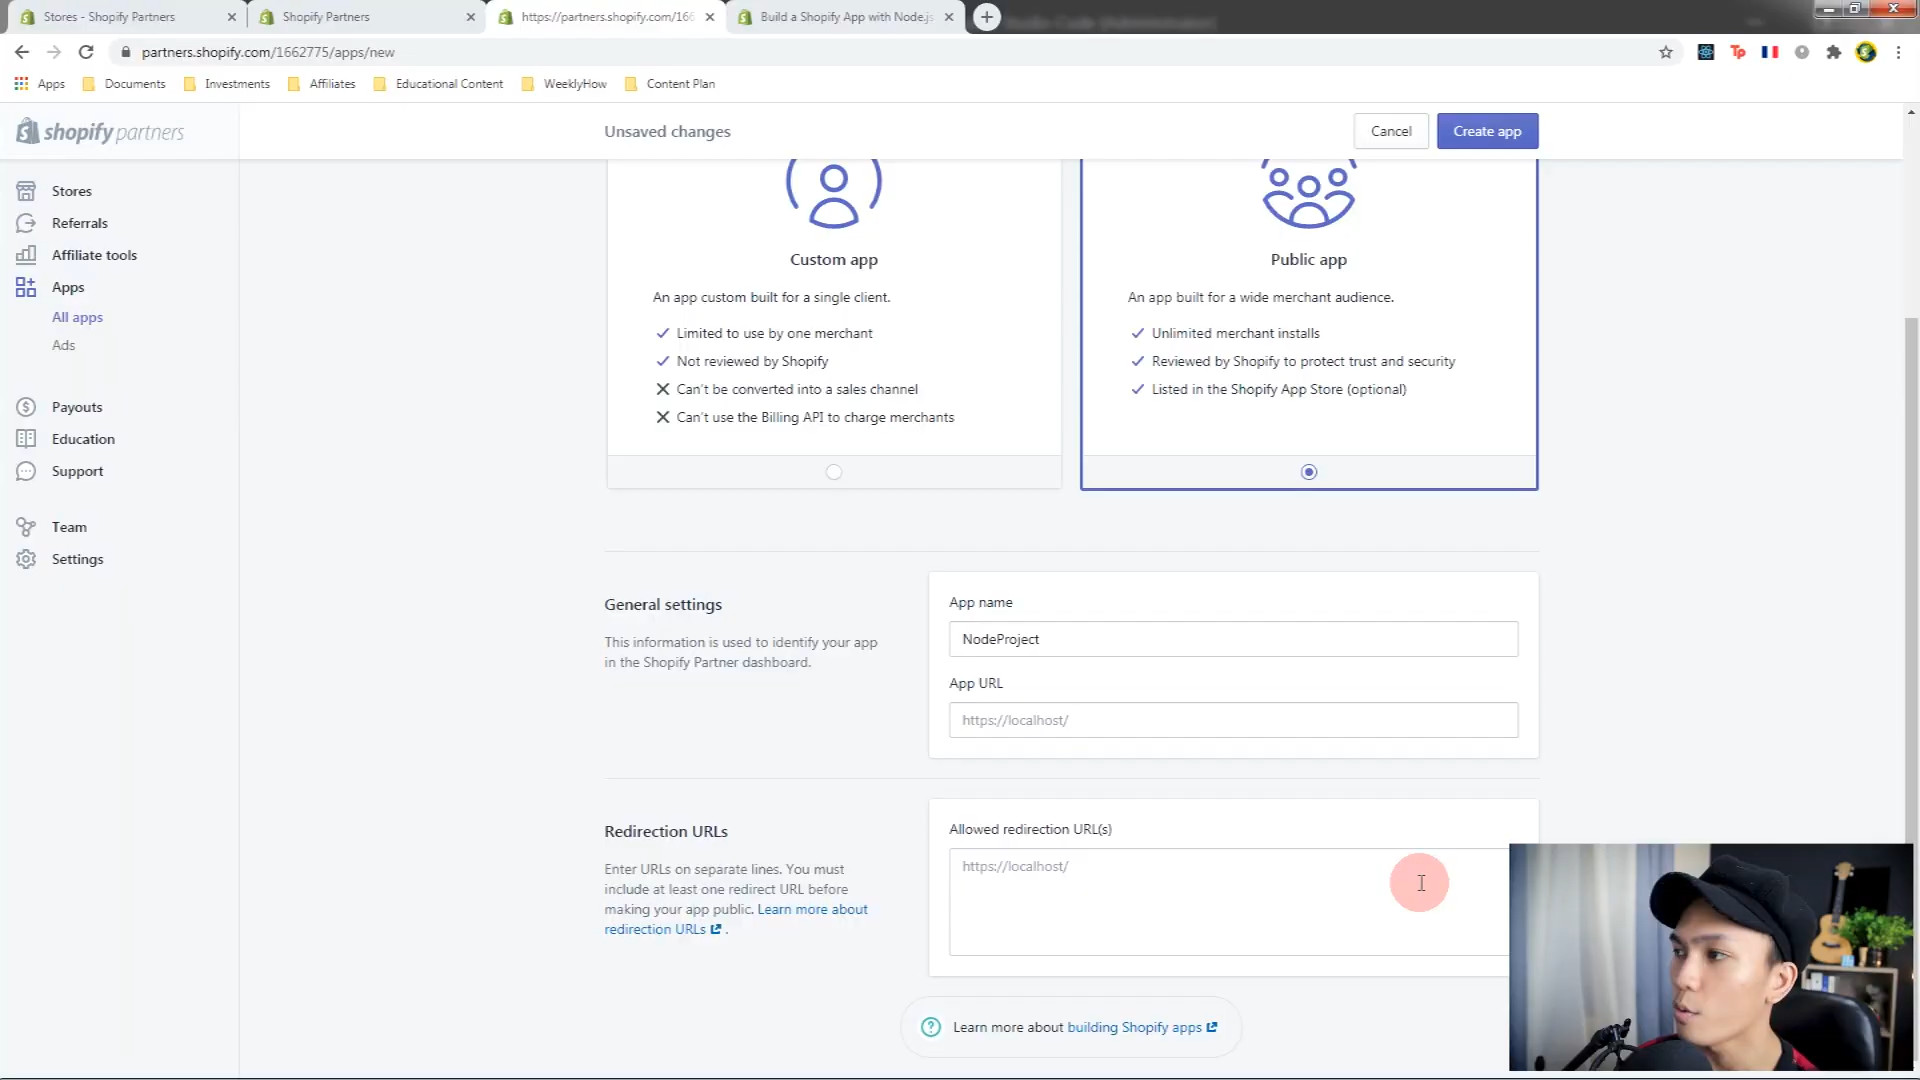 Stores - Shopify Partners
Shopify Partners
https://partners.shopify.com/166
Build a Shopify App with Node.js
partners.shopify.com/1662775/apps/new
Tp
Apps
Documents
Investments
Affiliates
Educational Content
WeeklyHow
Content Plan
shopify partners
Unsaved changes
Cancel
Create app
Stores
Referrals
Affiliate tools
Apps
All apps
Ads
Payouts
Education
Support
Team
Settings
Custom app
An app custom built for a single client.
Limited to use by one merchant
Not reviewed by Shopify
Can't be converted into a sales channel
Can't use the Billing API to charge merchants
Public app
An app built for a wide merchant audience.
Unlimited merchant installs
Reviewed by Shopify to protect trust and security
Listed in the Shopify App Store (optional)
General settings
This information is used to identify your app
in the Shopify Partner dashboard.
App name
NodeProject
App URL
https://localhost/
Redirection URLs
Enter URLs on separate lines. You must
include at least one redirect URL before
making your app public. Learn more about
redirection URLs .
Allowed redirection URL(s)
https://localhost/
Learn more about building Shopify apps